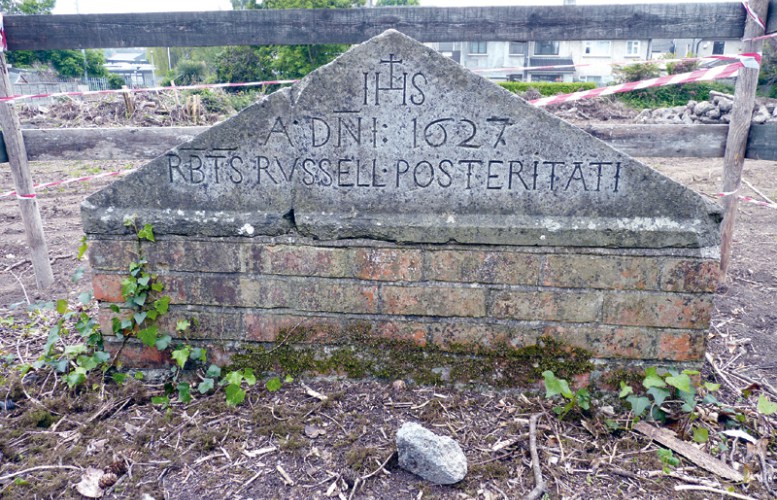 IHS
A:DNI:1627
RBTS:RVSSELL:POSTERITATI